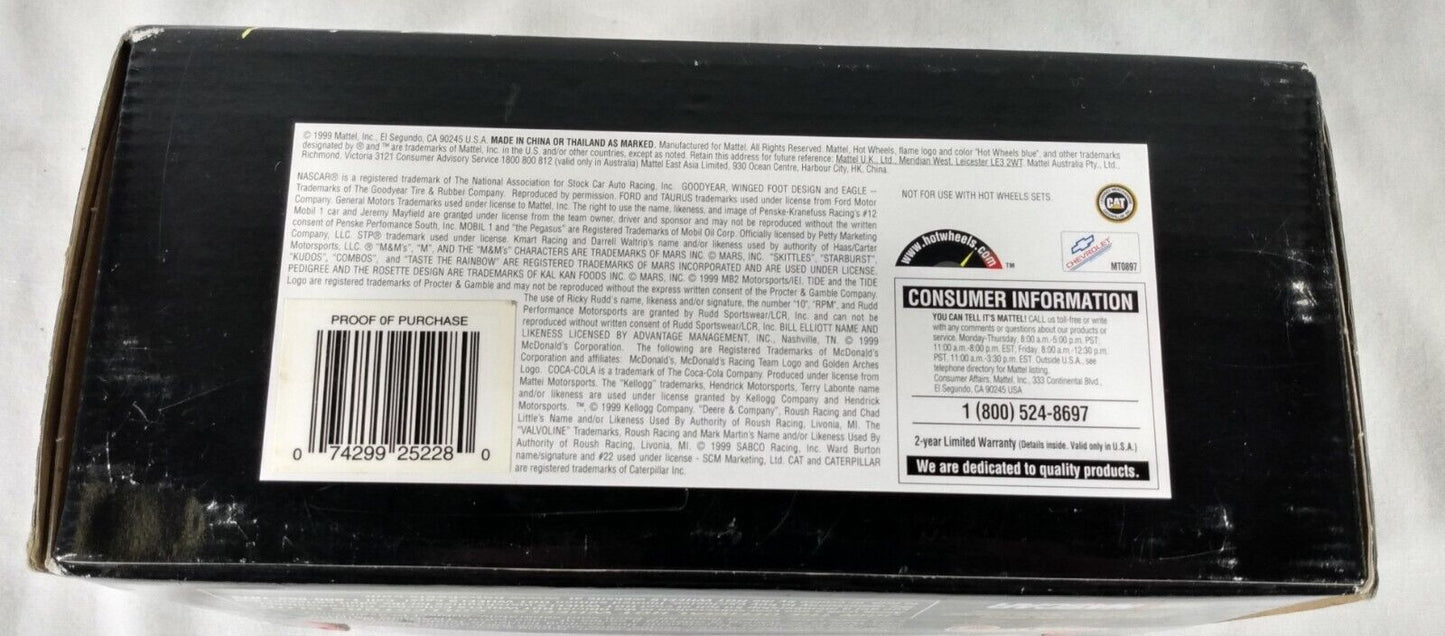 © 1999 Mattel, Inc., El Segundo, CA 90245 U.S.A. MADE IN CHINA OR THAILAND AS MARKED. Manufactured for Mattel. All Rights Reserved. Mattel, Hot Wheels, flame logo and color "Hot Wheels blue", and other trademarks
designated by ® and ™ are trademarks of Mattel, Inc. in the U.S. and/or other countries, except as noted. Retain this address for future reference: Mattel U.K. Ltd., Meridian West, Leicester LE3 2WT. Mattel Australia Pty., Ltd.,
Richmond, Victoria 3121 Consumer Advisory Service 1800 800 812 (valid only in Australia) Mattel East Asia Limited, 930 Ocean Centre, Harbour City, HK, China.
NASCAR® is a registered trademark of The National Association for Stock Car Auto Racing, Inc. GOODYEAR, WINGED FOOT DESIGN and EAGLE –
Trademarks of The Goodyear Tire & Rubber Company. Reproduced by permission. FORD and TAURUS trademarks used under license from Ford Motor
Company. General Motors Trademarks used under license to Mattel, Inc. The right to use the name, likeness, and image of Penske-Kranefuss Racing's #12
Mobil 1 car and Jeremy Mayfield are granted under license from the team owner, driver and sponsor and may not be reproduced without the written
consent of Penske Perfomance South, Inc. MOBIL 1 and "the Pegasus" are Registered Trademarks of Mobil Oil Corp. Officially licensed by Petty Marketing
Company, LLC. STP® trademark used under license. Kmart Racing and Darrell Waltrip's name and/or likeness used by authority of Haas/Carter
Motorsports, LLC. ® "M&M's", "M", AND THE "M&M's" CHARACTERS ARE TRADEMARKS OF MARS INC. © MARS, INC. "SKITTLES", "STARBURST",
"KUDOS", "COMBOS", and "TASTE THE RAINBOW" ARE REGISTERED TRADEMARKS OF MARS INCORPORATED AND ARE USED UNDER LICENSE.
PEDIGREE AND THE ROSETTE DESIGN ARE TRADEMARKS OF KAL KAN FOODS INC. © MARS, INC. © 1999 MB2 Motorsports/IEI. TIDE and the TIDE
Logo are registered trademarks of Procter & Gamble and may not be reproduced without the express written consent of the Procter & Gamble Company.
The use of Ricky Rudd's name, likeness and/or signature, the number "10", "RPM", and Rudd
Performance Motorsports are granted by Rudd Sportswear/LCR, Inc. and can not be
reproduced without written consent of Rudd Sportswear/LCR, Inc. BILL ELLIOTT NAME AND
LIKENESS LICENSED BY ADVANTAGE MANAGEMENT, INC., Nashville, TN. © 1999
McDonald's Corporation. The following are Registered Trademarks of McDonald's
Corporation and affiliates: McDonald's, McDonald's Racing Team Logo and Golden Arches
Logo. COCA-COLA is a trademark of The Coca-Cola Company. Produced under license from
Mattei Motorsports. The "Kellogg" trademarks, Hendrick Motorsports, Terry Labonte name
and/or likeness are used under license granted by Kellogg Company and Hendrick
Motorsports. ™, © 1999 Kellogg Company. "Deere & Company", Roush Racing and Chad
Little's Name and/or Likeness Used By Authority of Roush Racing, Livonia, MI. The
"VALVOLINE" Trademarks, Roush Racing and Mark Martin's Name and/or Likeness Used By
Authority of Roush Racing, Livonia, MI. © 1999 SABCO Racing, Inc. Ward Burton
name/signature and #22 used under license - SCM Marketing, Ltd. CAT and CATERPILLAR
are registered trademarks of Caterpillar Inc.
PROOF OF PURCHASE
0 74299 25228 0
NOT FOR USE WITH HOT WHEELS SETS.
CAT
www.hotwheels.com ™
CHEVROLET
MT0897
CONSUMER INFORMATION
YOU CAN TELL IT'S MATTEL! CALL us toll-free or write
with any comments or questions about our products or
service. Monday-Thursday, 8:00 a.m.-5:00 p.m. PST,
11:00 a.m.-8:00 p.m. EST, Friday, 8:00 a.m.-12:30 p.m.
PST, 11:00 a.m.-3:30 p.m. EST. Outside U.S.A., see
telephone directory for Mattel listing.
Consumer Affairs, Mattel, Inc., 333 Continental Blvd.,
El Segundo, CA 90245 USA
1 (800) 524-8697
2-year Limited Warranty (Details inside. Valid only in U.S.A.)
We are dedicated to quality products.